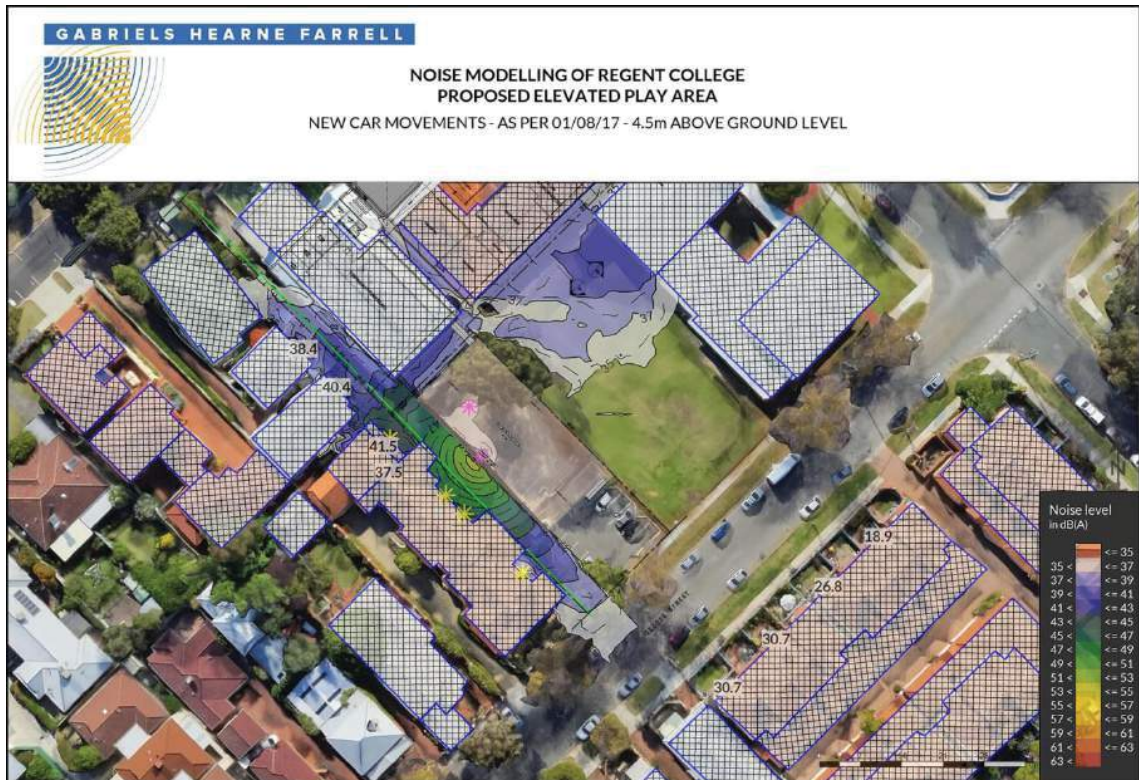 GABRIELS HEARNE FARRELL
NOISE MODELLING OF REGENT COLLEGE
PROPOSED ELEVATED PLAY AREA
NEW CAR MOVEMENTS - AS PER 01/08/17 - 4.5m ABOVE GROUND LEVEL
37
38.4
40.4
41.5
37.5
18.9
26.8
30.7
30.7
STREET
Noise level
in dB(A)
<= 35
35 < <= 37
37 < <= 39
39 < <= 41
41 < <= 43
43 < <= 45
45 < <= 47
47 < <= 49
49 < <= 51
51 < <= 53
53 < <= 55
55 < <= 57
57 < <= 59
59 < <= 61
61 < <= 63
63 <